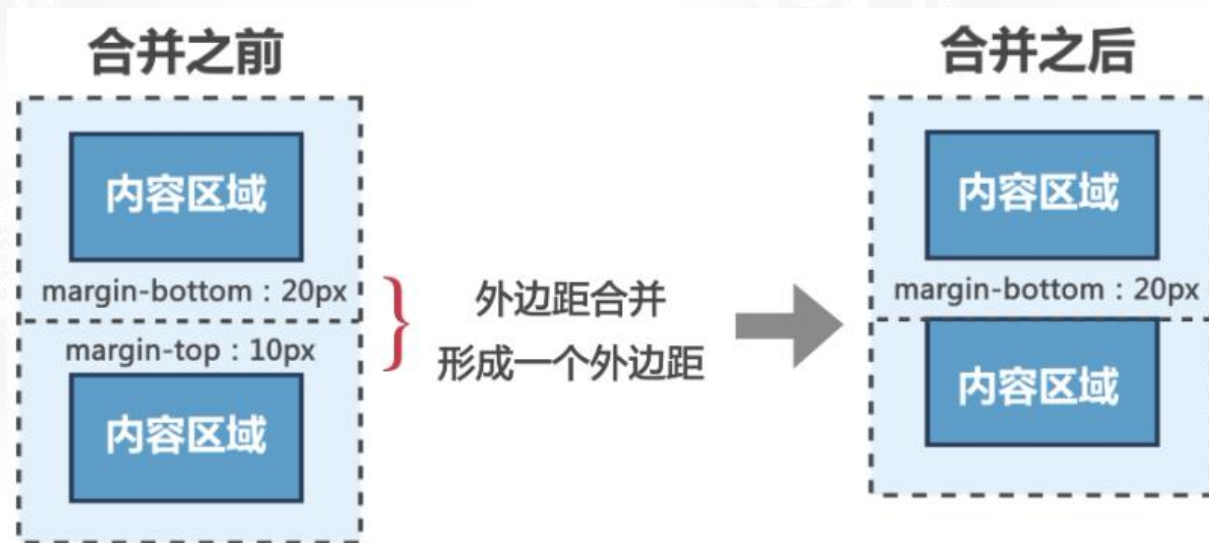 合并之前
内容区域
margin-bottom：20px
margin-top：10px
内容区域
外边距合并
形成一个外边距
合并之后
内容区域
margin-bottom：20px
内容区域